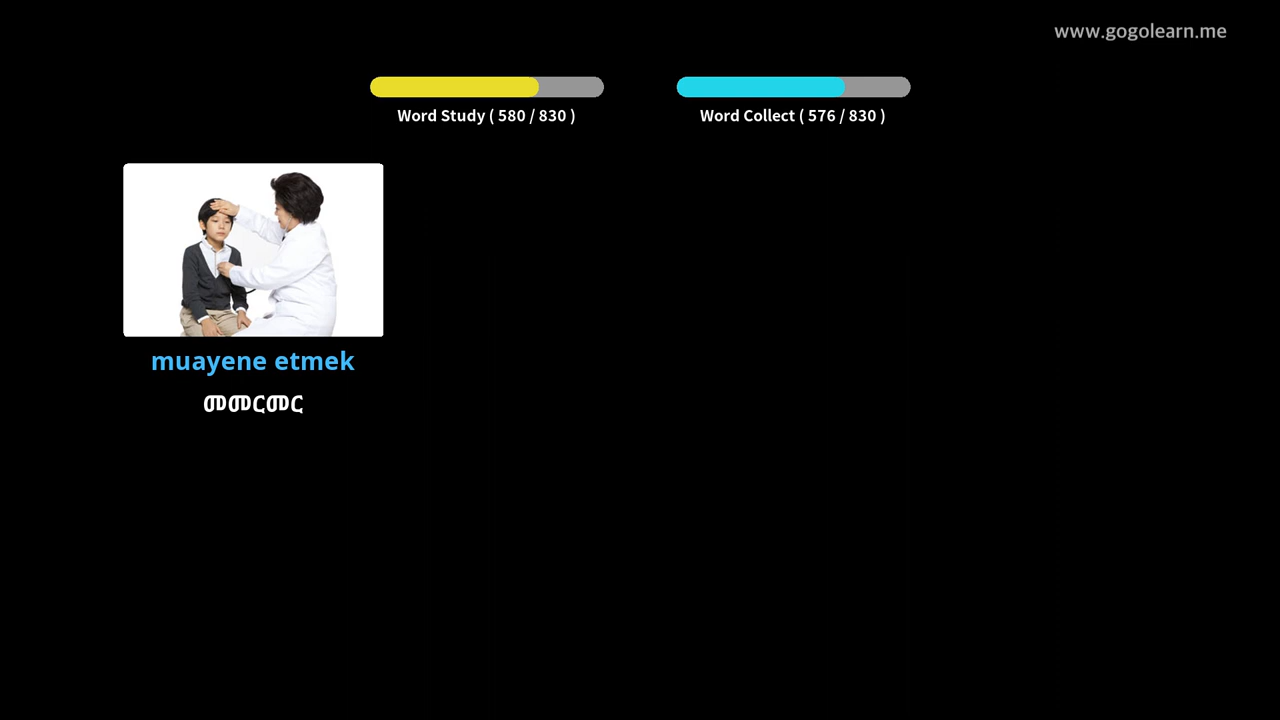 www.gogolearn.me
Word Study ( 580 / 830 )
Word Collect ( 576 / 830 )
muayene etmek
መመርመር